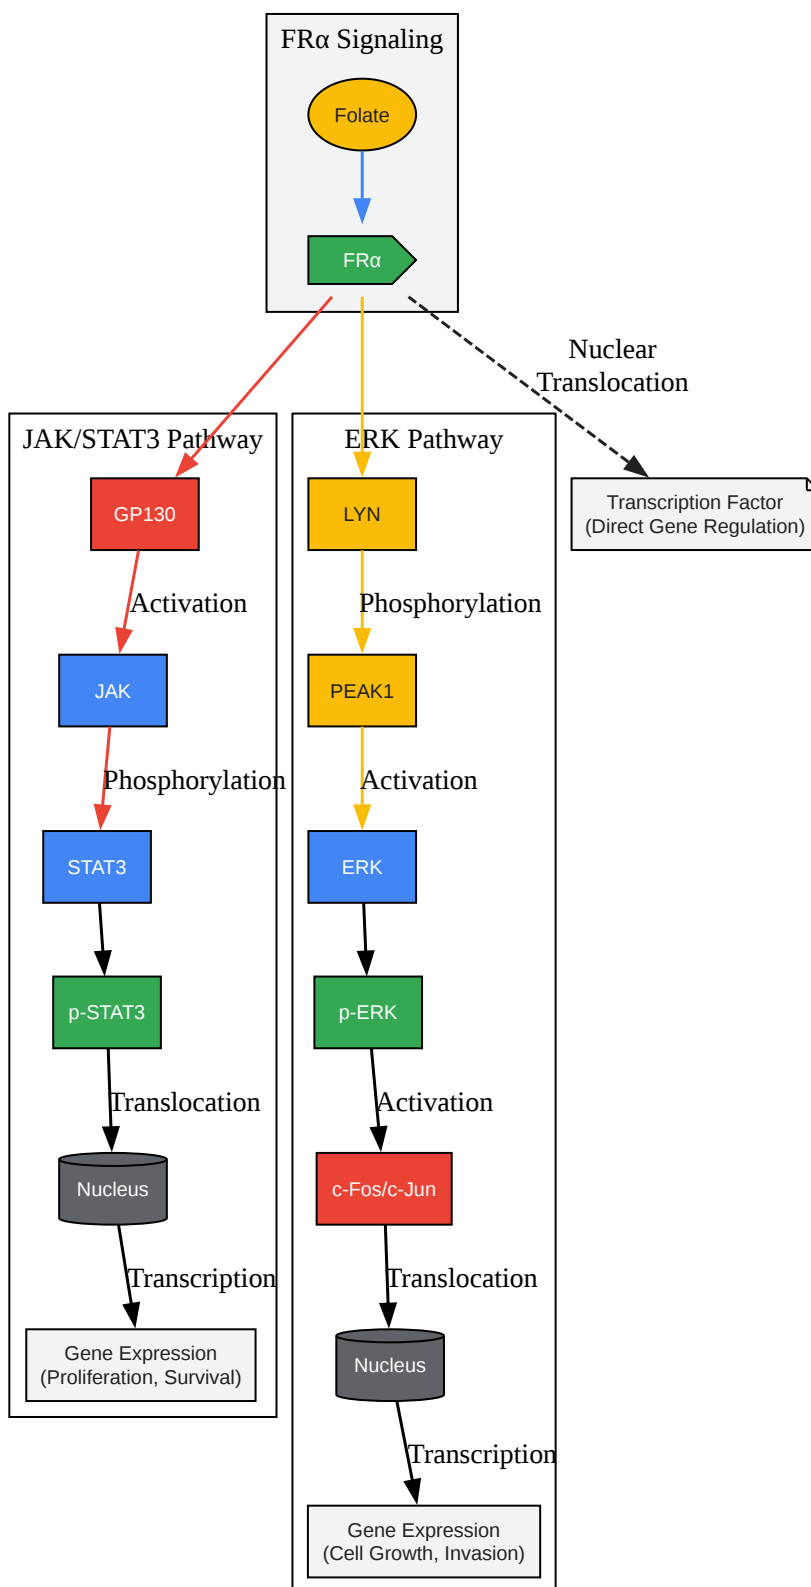 FRα Signaling
Folate
FRα
Nuclear
Translocation
JAK/STAT3 Pathway
GP130
Activation
JAK
Phosphorylation
STAT3
p-STAT3
Translocation
Nucleus
Transcription
Gene Expression
(Proliferation, Survival)
ERK Pathway
LYN
Phosphorylation
PEAK1
Activation
ERK
p-ERK
Activation
c-Fos/c-Jun
Translocation
Nucleus
Transcription
Gene Expression
(Cell Growth, Invasion)
Transcription Factor
(Direct Gene Regulation)